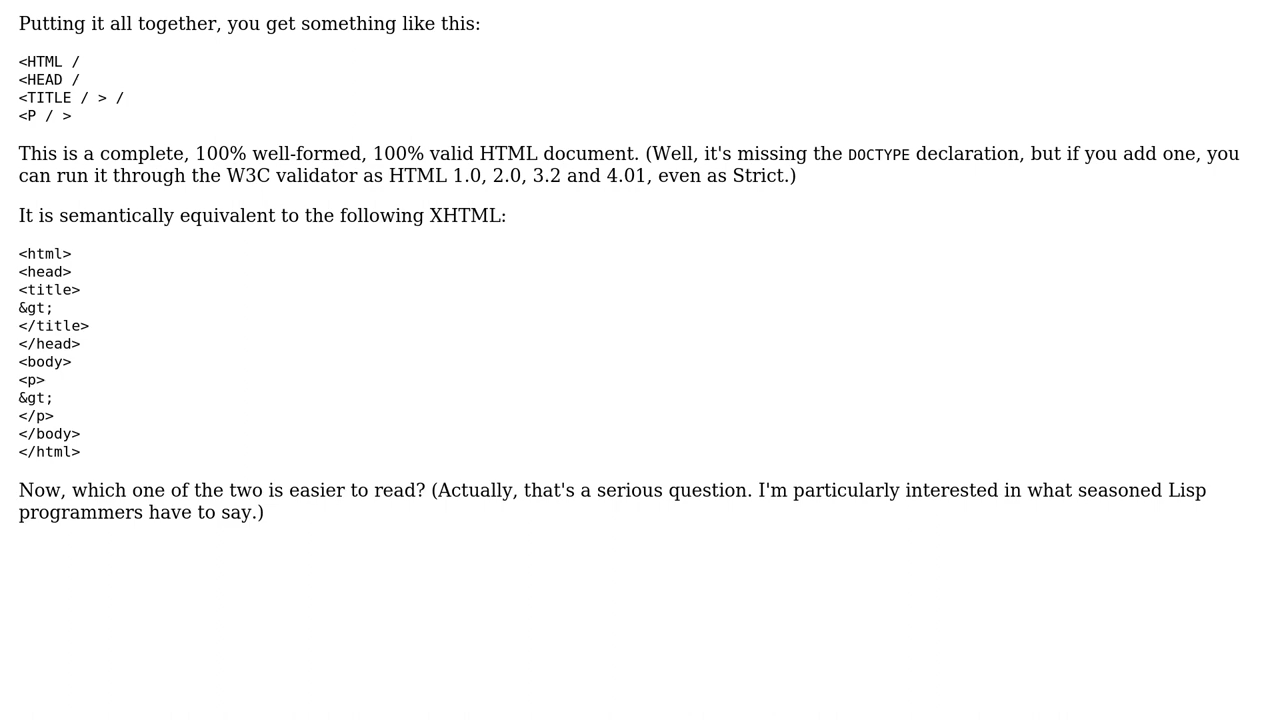 Putting it all together, you get something like this:
<HTML /
<HEAD /
<TITLE / > /
<P / >
This is a complete, 100% well-formed, 100% valid HTML document. (Well, it's missing the DOCTYPE declaration, but if you add one, you
can run it through the W3C validator as HTML 1.0, 2.0, 3.2 and 4.01, even as Strict.)
It is semantically equivalent to the following XHTML:
<html>
<head>
<title>
&gt;
</title>
</head>
<body>
<p>
&gt;
</p>
</body>
</html>
Now, which one of the two is easier to read? (Actually, that's a serious question. I'm particularly interested in what seasoned Lisp
programmers have to say.)